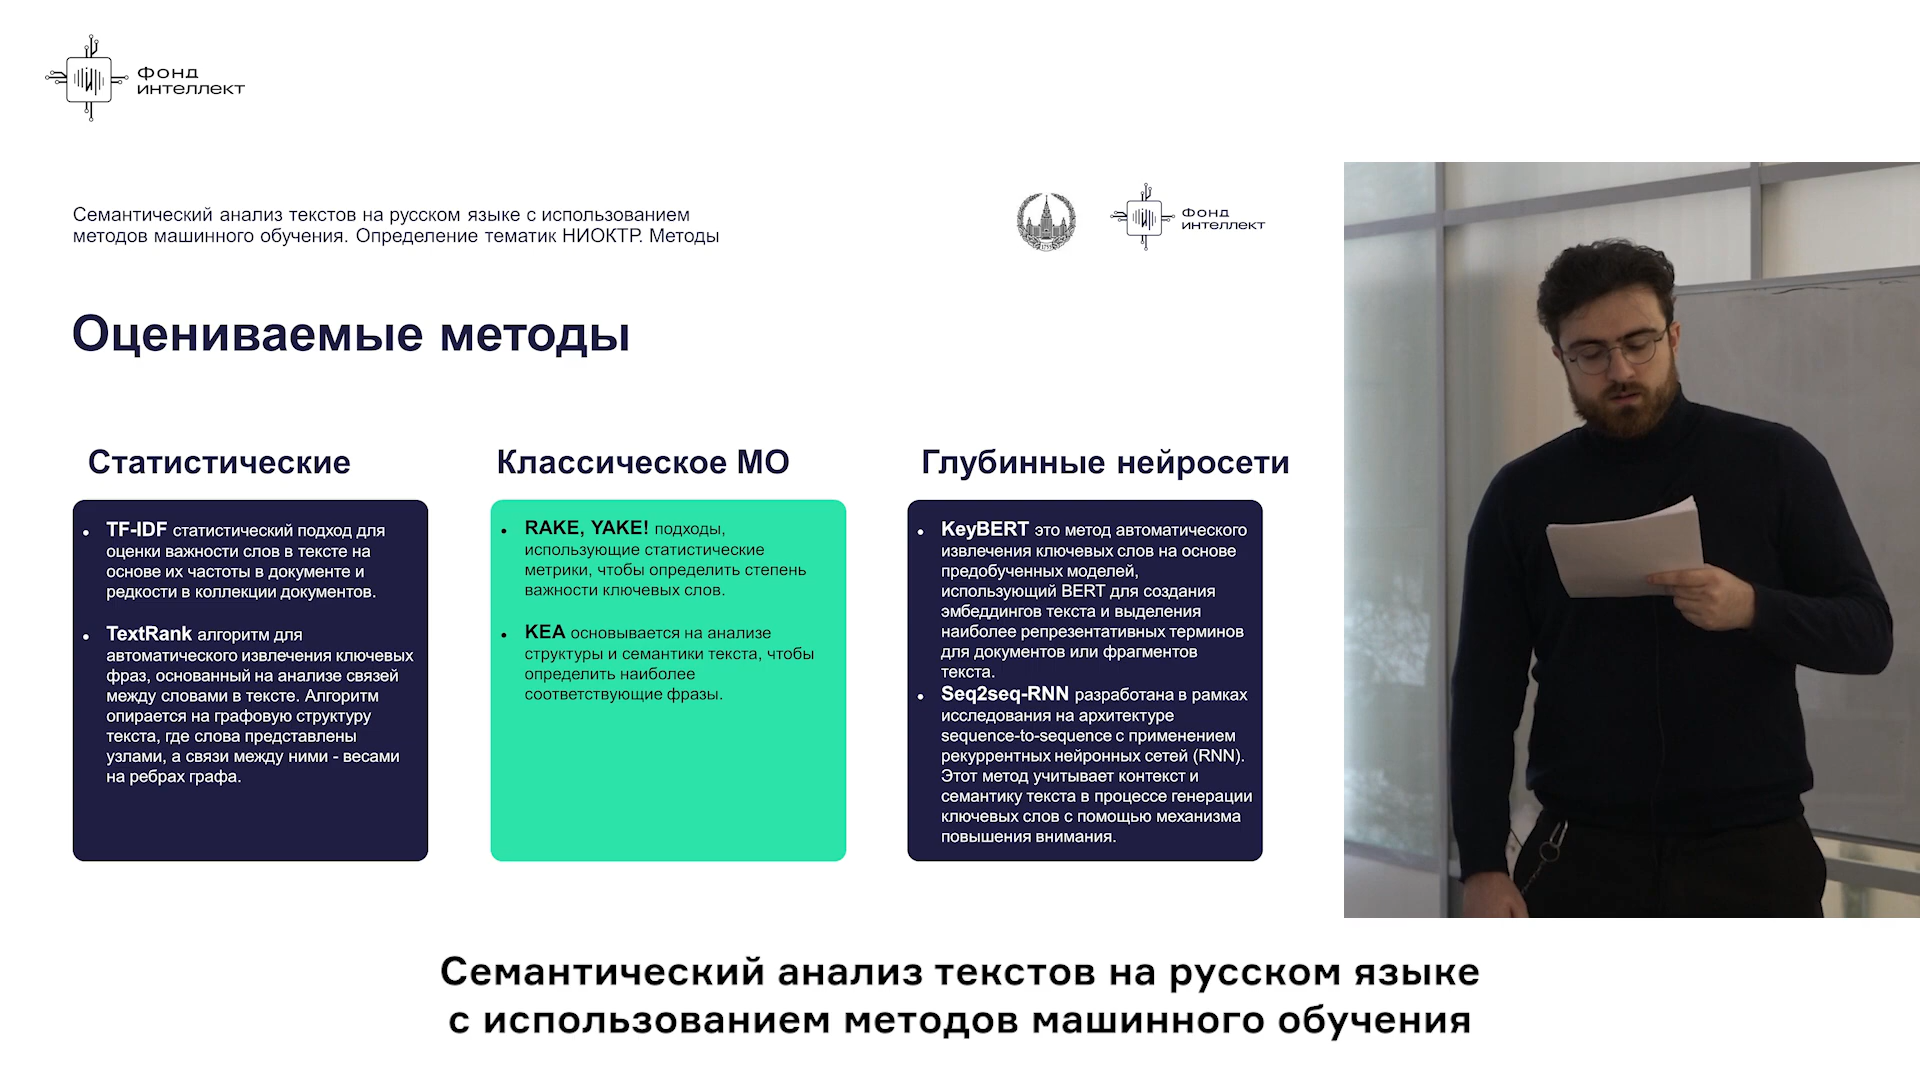 Фонд
интеллект
Семантический анализ текстов на русском языке с использованием
методов машинного обучения. Определение тематик НИОКТР. Методы
1755
Фонд
интеллект
Оцениваемые методы
Статистические
• TF-IDF статистический подход для
оценки важности слов в тексте на
основе их частоты в документе и
редкости в коллекции документов.
• TextRank алгоритм для
автоматического извлечения ключевых
фраз, основанный на анализе связей
между словами в тексте. Алгоритм
опирается на графовую структуру
текста, где слова представлены
узлами, а связи между ними - весами
на ребрах графа.
Классическое МО
• RAKE, YAKE! подходы,
использующие статистические
метрики, чтобы определить степень
важности ключевых слов.
• KEA основывается на анализе
структуры и семантики текста, чтобы
определить наиболее
соответствующие фразы.
Глубинные нейросети
• KeyBERT это метод автоматического
извлечения ключевых слов на основе
предобученных моделей,
использующий BERT для создания
эмбеддингов текста и выделения
наиболее репрезентативных терминов
для документов или фрагментов
текста.
• Seq2seq-RNN разработана в рамках
исследования на архитектуре
sequence-to-sequence с применением
рекуррентных нейронных сетей (RNN).
Этот метод учитывает контекст и
семантику текста в процессе генерации
ключевых слов с помощью механизма
повышения внимания.
Семантический анализ текстов на русском языке
с использованием методов машинного обучения